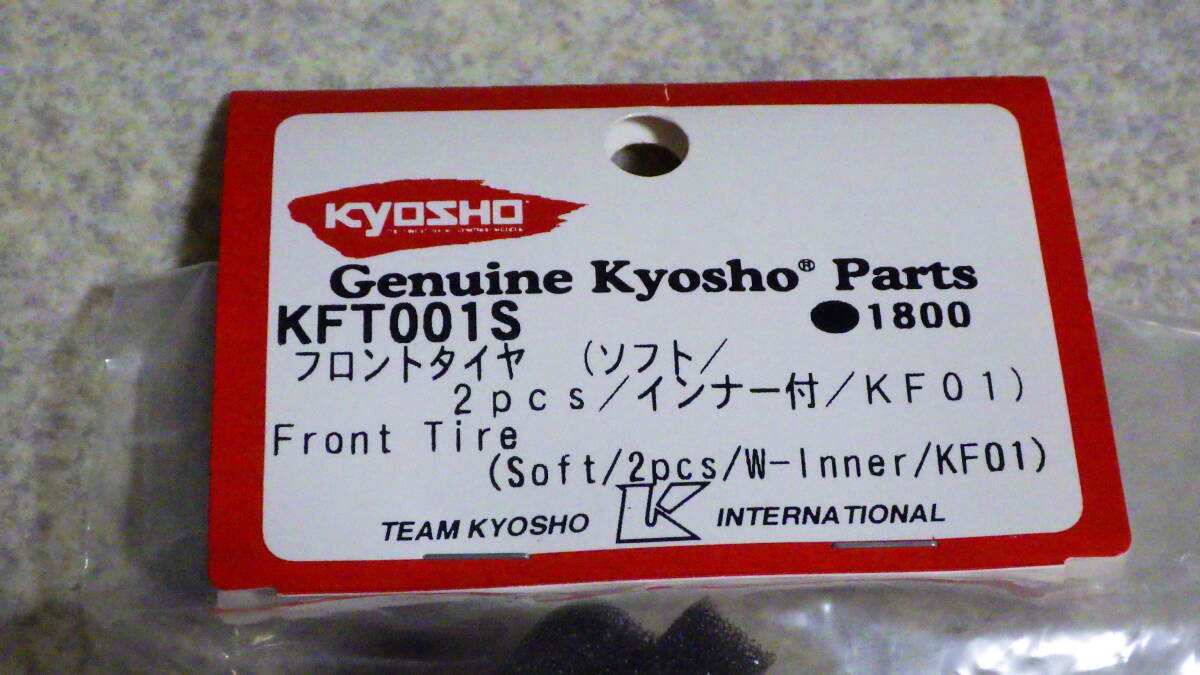 KYOSHO
Genuine Kyosho® Parts
KFT001S ●1800
フロントタイヤ (ソフト/
2pcs/インナー付/KF01)
Front Tire
(Soft/2pcs/W-Inner/KF01)
TEAM KYOSHO K INTERNATIONAL